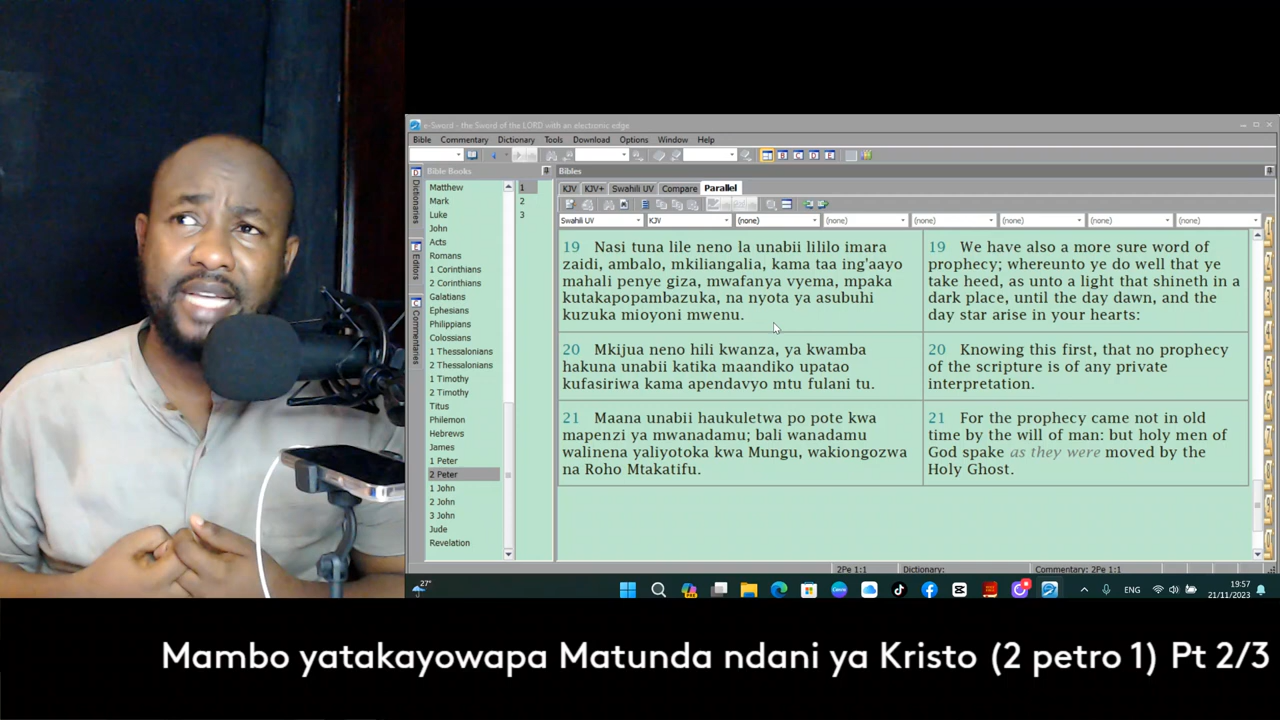 e-Sword - the Sword of the LORD with an electronic edge
Bible Commentary Dictionary Tools Download Options Window Help
Bible Books
Bibles
Dictionaries
Editors
Commentaries
Matthew
Mark
Luke
John
Acts
Romans
1 Corinthians
2 Corinthians
Galatians
Ephesians
Philippians
Colossians
1 Thessalonians
2 Thessalonians
1 Timothy
2 Timothy
Titus
Philemon
Hebrews
James
1 Peter
2 Peter
1 John
2 John
3 John
Jude
Revelation
1
2
3
KJV KJV+ Swahili UV Compare Parallel
Swahili UV KJV (none) (none) (none) (none) (none) (none)
19 Nasi tuna lile neno la unabii lililo imara
zaidi, ambalo, mkiliangalia, kama taa ing'aayo
mahali penye giza, mwafanya vyema, mpaka
kutakapopambazuka, na nyota ya asubuhi
kuzuka mioyoni mwenu.
19 We have also a more sure word of
prophecy; whereunto ye do well that ye
take heed, as unto a light that shineth in a
dark place, until the day dawn, and the
day star arise in your hearts:
20 Mkijua neno hili kwanza, ya kwamba
hakuna unabii katika maandiko upatao
kufasiriwa kama apendavyo mtu fulani tu.
20 Knowing this first, that no prophecy
of the scripture is of any private
interpretation.
21 Maana unabii haukuletwa po pote kwa
mapenzi ya mwanadamu; bali wanadamu
walinena yaliyotoka kwa Mungu, wakiongozwa
na Roho Mtakatifu.
21 For the prophecy came not in old
time by the will of man: but holy men of
God spake as they were moved by the
Holy Ghost.
2Pe 1:1 Dictionary: Commentary: 2Pe 1:1
27°
ENG
19:57
21/11/2023
Mambo yatakayowapa Matunda ndani ya Kristo (2 petro 1) Pt 2/3